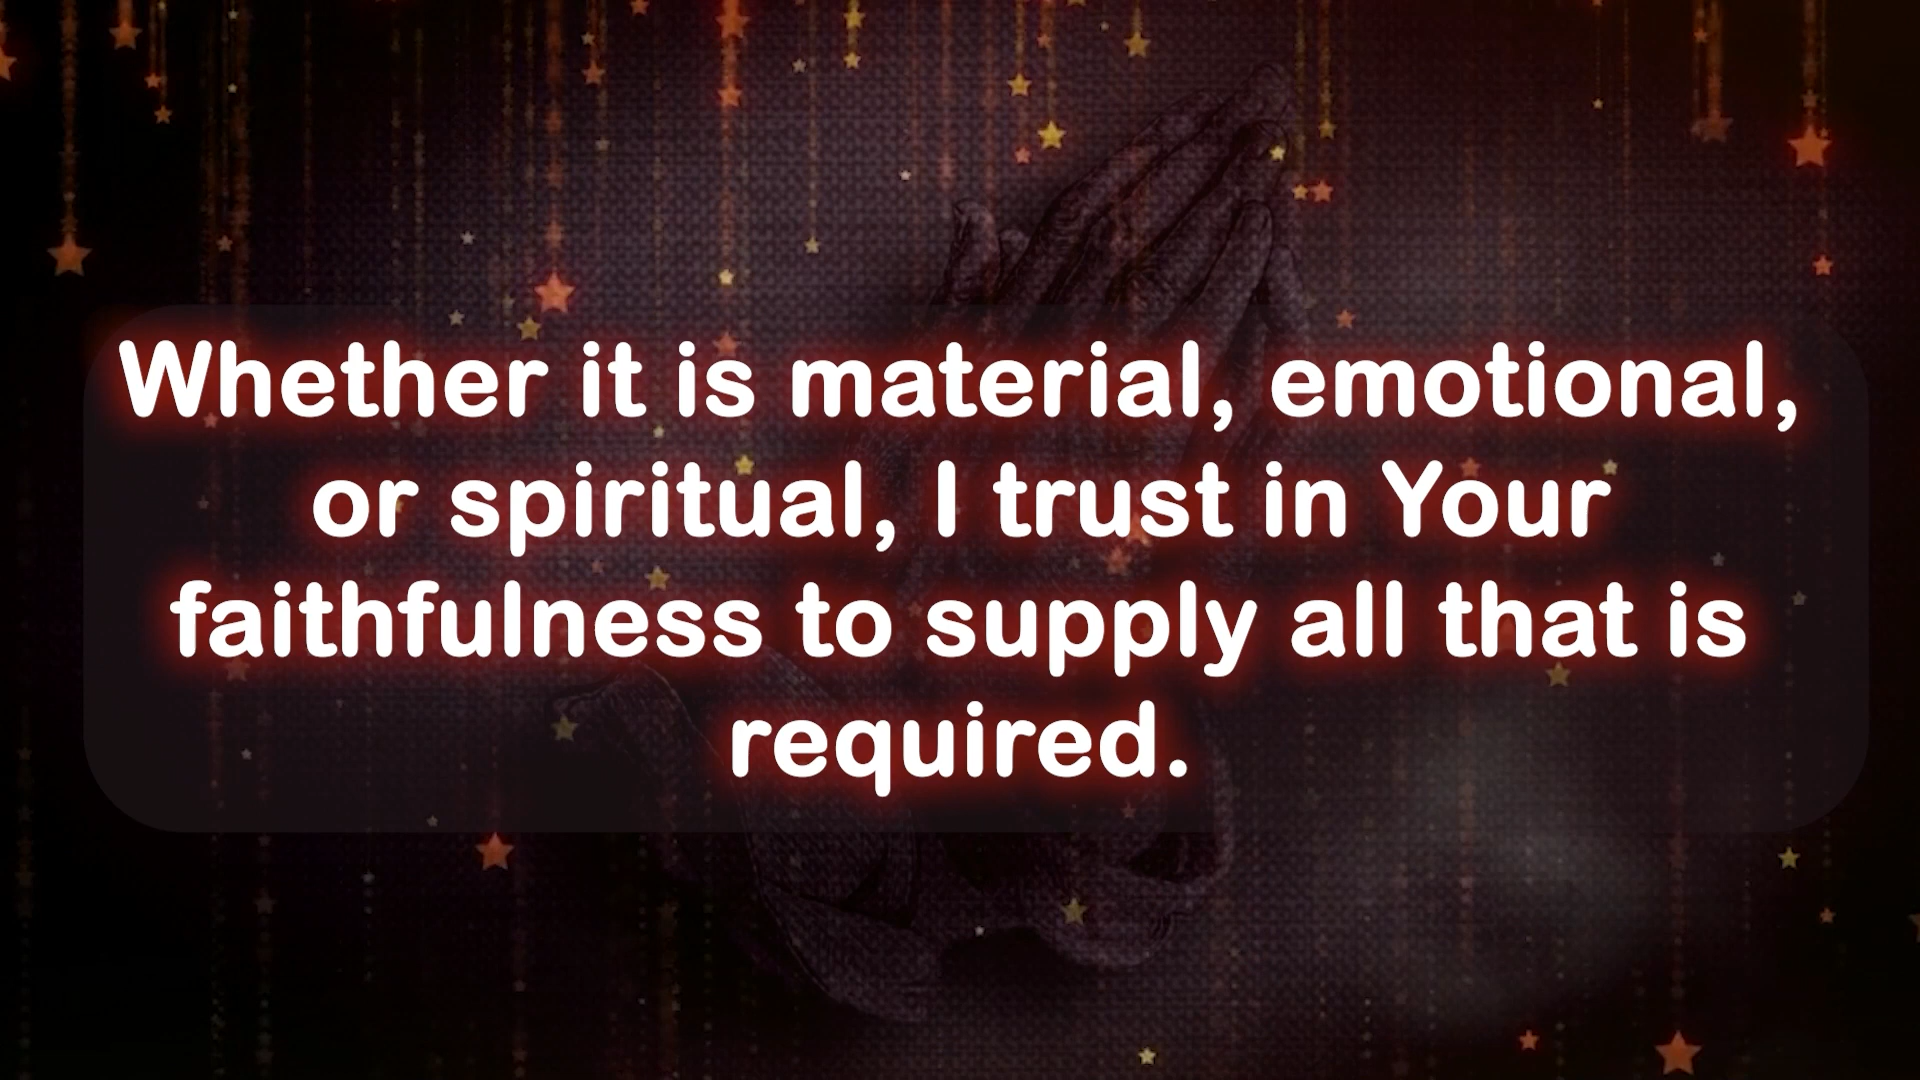 Whether it is material, emotional,
or spiritual, I trust in Your
faithfulness to supply all that is
required.